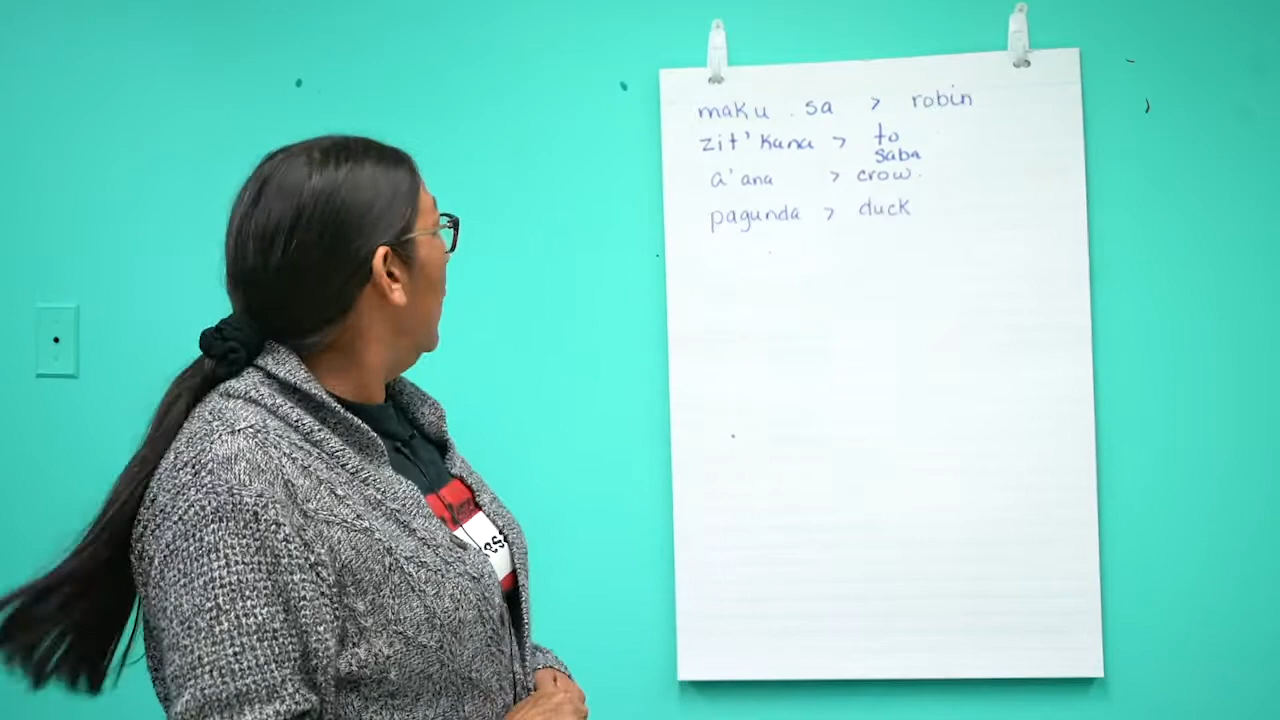 maku . sa > robin
zit' kana > to
saba
a'ana > crow.
pagunda > duck